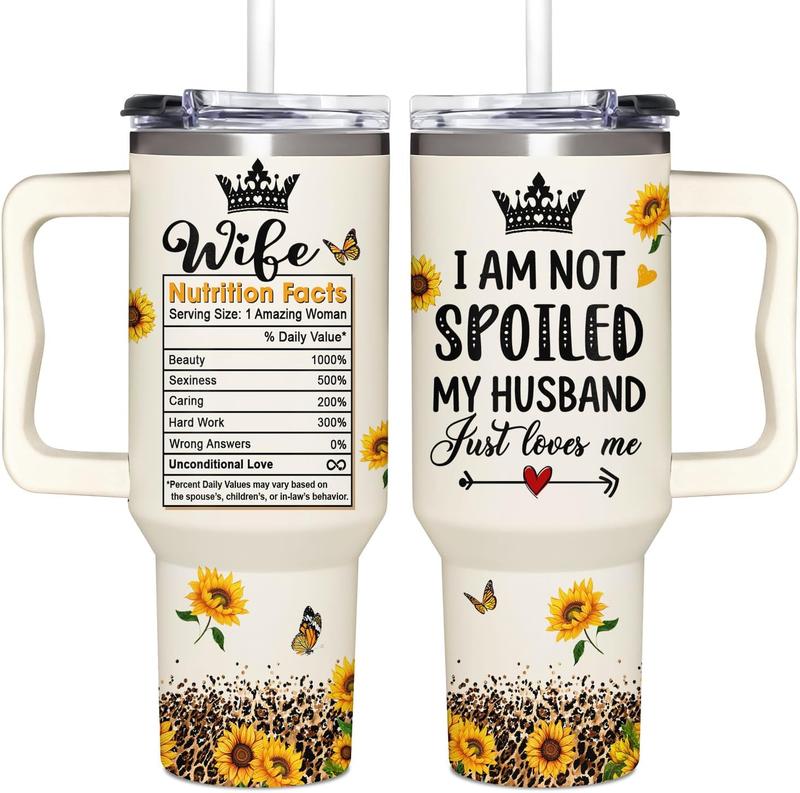 Wife
Nutrition Facts
Serving Size: 1 Amazing Woman
% Daily Value*
Beauty 1000%
Sexiness 500%
Caring 200%
Hard Work 300%
Wrong Answers 0%
Unconditional Love ∞
*Percent Daily Values may vary based on
the spouse's, children's, or in-law's behavior.
I AM NOT
SPOILED
MY HUSBAND
Just loves me